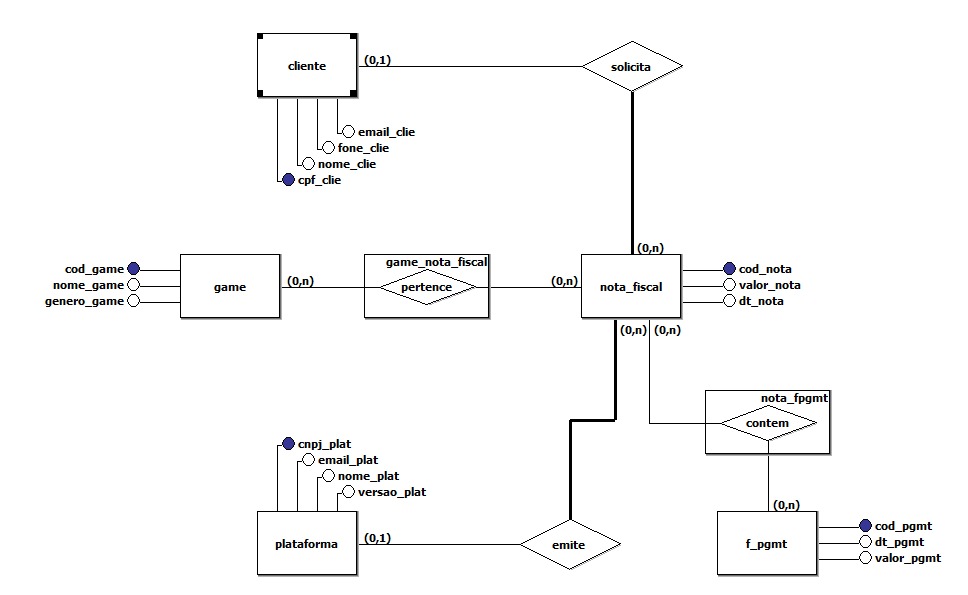 cliente
(0,1)
solicita
email_clie
fone_clie
nome_clie
cpf_clie
(0,n)
cod_game
nome_game
genero_game
game
(0,n)
game_nota_fiscal
pertence
(0,n)
nota_fiscal
cod_nota
valor_nota
dt_nota
(0,n) (0,n)
nota_fpgmt
contem
cnpj_plat
email_plat
nome_plat
versao_plat
(0,n)
plataforma
(0,1)
emite
f_pgmt
cod_pgmt
dt_pgmt
valor_pgmt